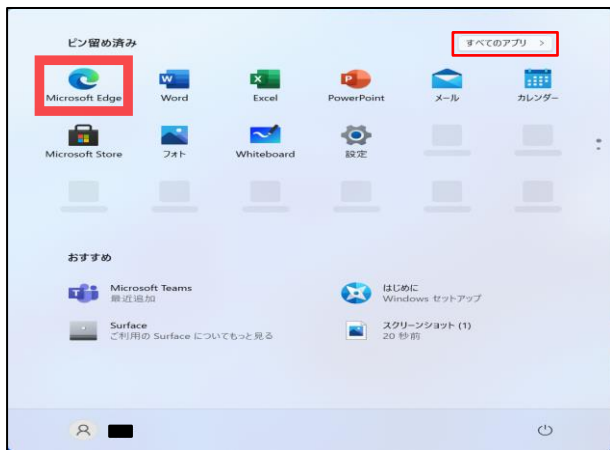 ピン留め済み
すべてのアプリ >
Microsoft Edge
Word
Excel
PowerPoint
メール
カレンダー
Microsoft Store
フォト
Whiteboard
設定
おすすめ
Microsoft Teams
最近追加
はじめに
Windows セットアップ
Surface
ご利用の Surface についてもっと見る
スクリーンショット (1)
20 秒前